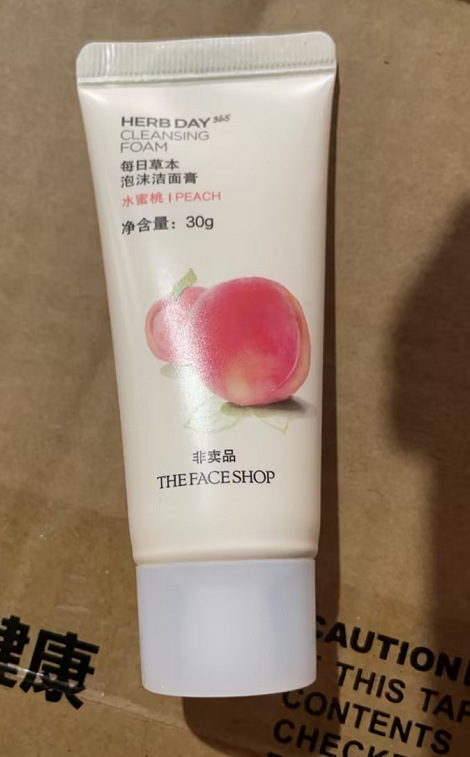 HERB DAY 365
CLEANSING
FOAM
每日草本
泡沫洁面膏
水蜜桃 | PEACH
净含量：30g
非卖品
THE FACE SHOP
健康
CAUTION
THIS TAP
CONTENTS
CHECK